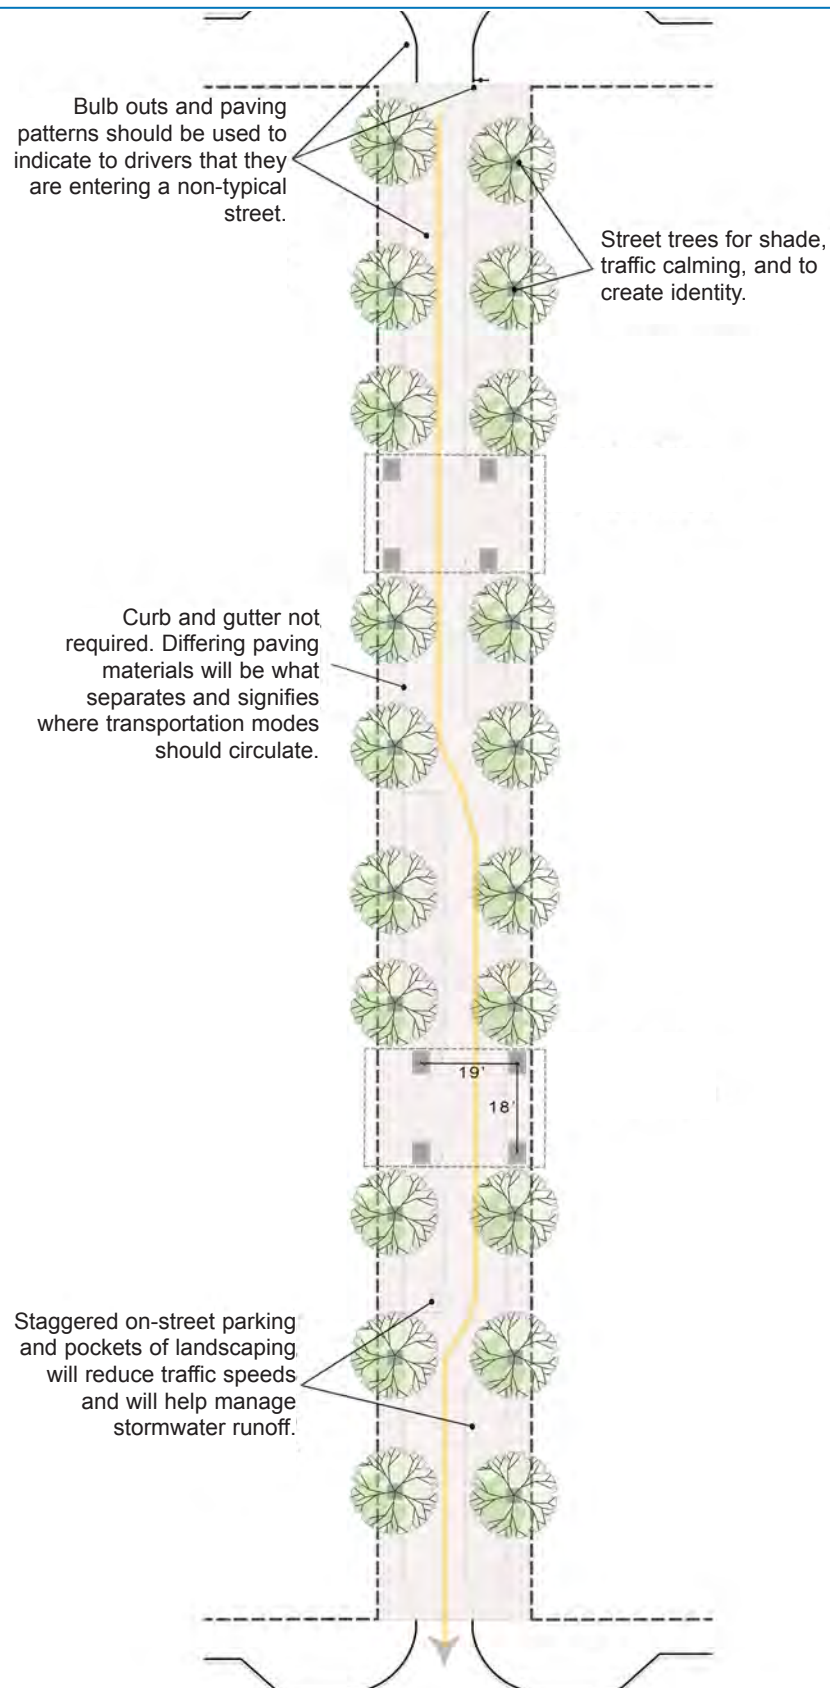 Bulb outs and paving
patterns should be used to
indicate to drivers that they
are entering a non-typical
street.
Street trees for shade,
traffic calming, and to
create identity.
Curb and gutter not
required. Differing paving
materials will be what
separates and signifies
where transportation modes
should circulate.
19'
18'
Staggered on-street parking
and pockets of landscaping
will reduce traffic speeds
and will help manage
stormwater runoff.